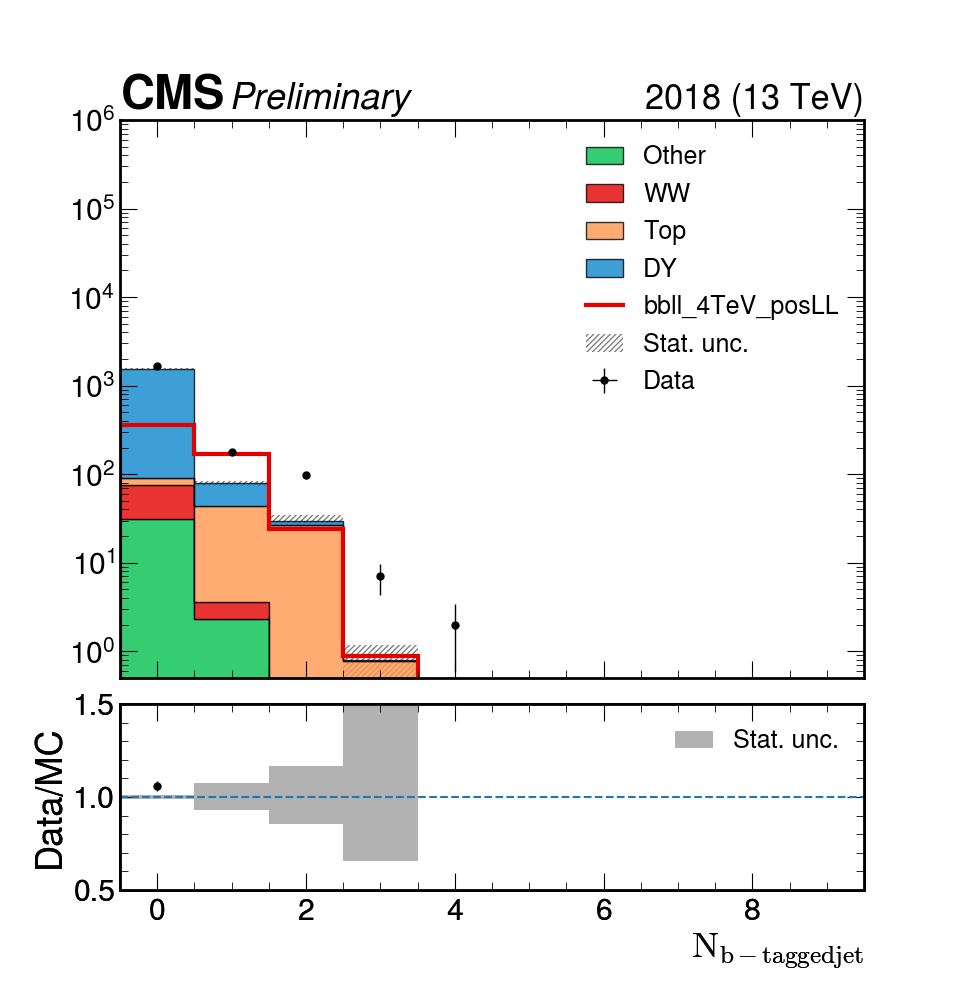 CMS Preliminary 2018 (13 TeV)
10^6
10^5
10^4
10^3
10^2
10^1
10^0
Other
WW
Top
DY
bbll_4TeV_posLL
Stat. unc.
Data
Data/MC
1.5
1.0
0.5
Stat. unc.
0 2 4 6 8
N_{b-taggedjet}